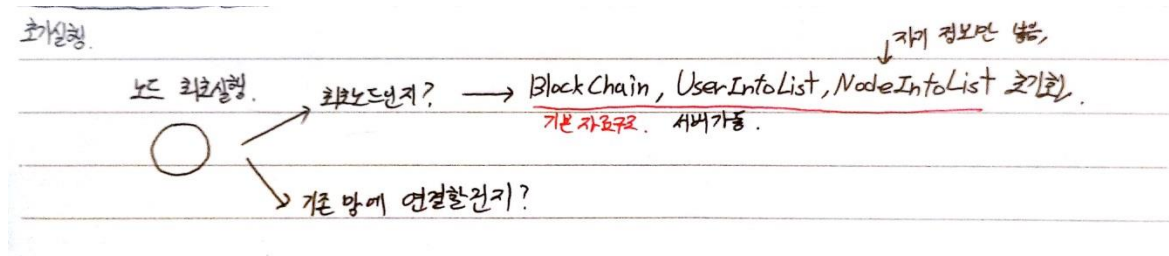 초기실행.
자기 정보만 넣음,
노드 최초실행.
최초노드인지? → BlockChain, UserInfoList, NodeInfoList 초기화.
기본 자료구조. 서버가동.
기존 망에 연결할건지?